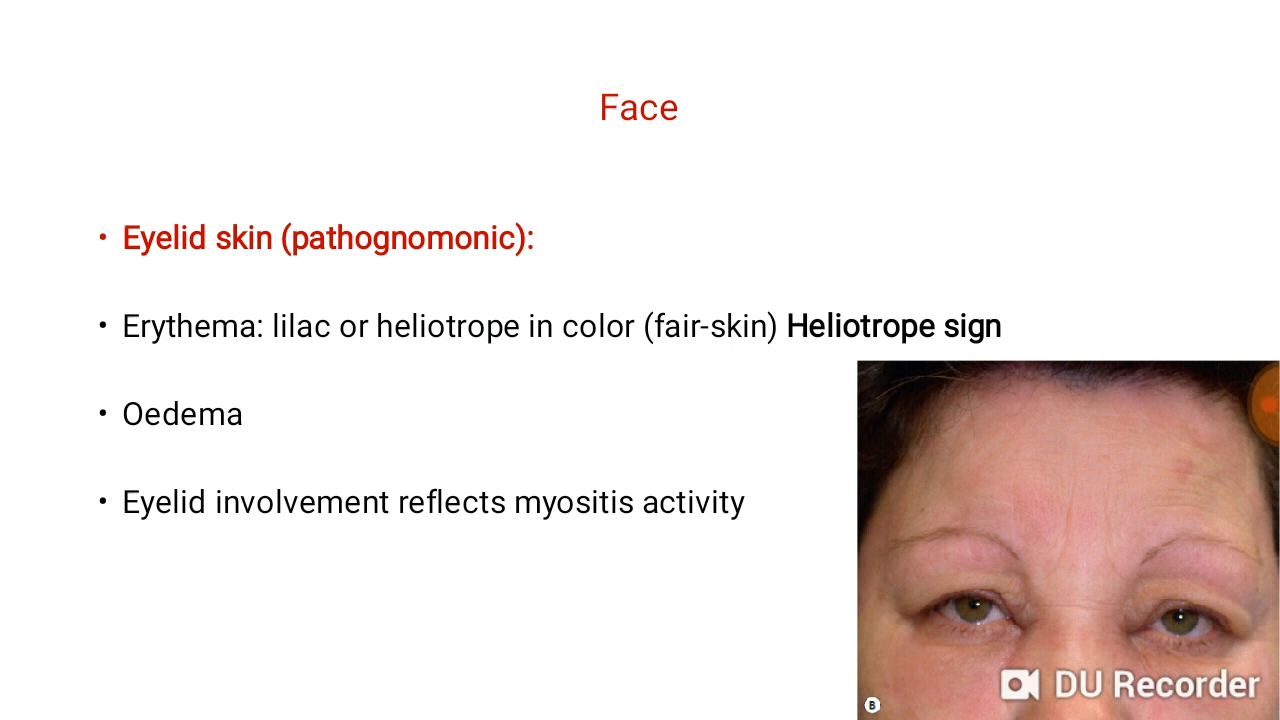 Face
• Eyelid skin (pathognomonic):
• Erythema: lilac or heliotrope in color (fair-skin) Heliotrope sign
• Oedema
• Eyelid involvement reflects myositis activity
DU Recorder
B